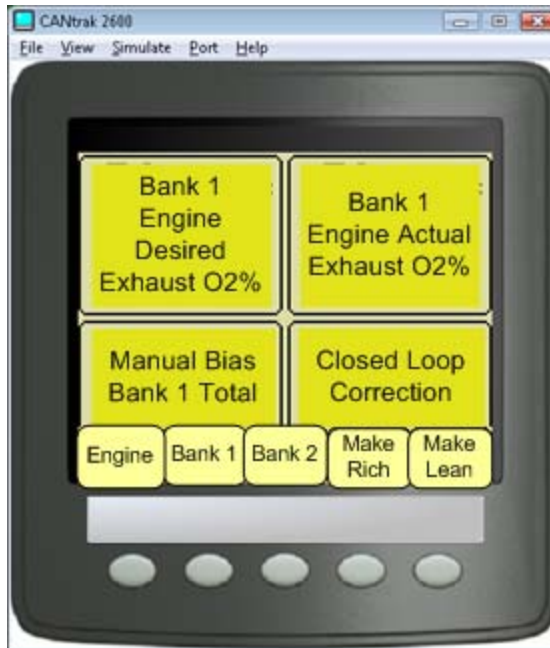 CANtrak 2600
File View Simulate Port Help
Bank 1
Engine
Desired
Exhaust O2%
Bank 1
Engine Actual
Exhaust O2%
Manual Bias
Bank 1 Total
Closed Loop
Correction
Engine
Bank 1
Bank 2
Make
Rich
Make
Lean